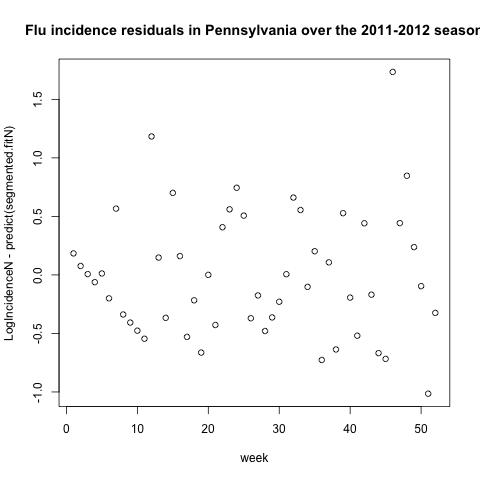 Flu incidence residuals in Pennsylvania over the 2011-2012 season
LogIncidenceN - predict(segmented.fitN)
1.5
1.0
0.5
0.0
-0.5
-1.0
0 10 20 30 40 50
week